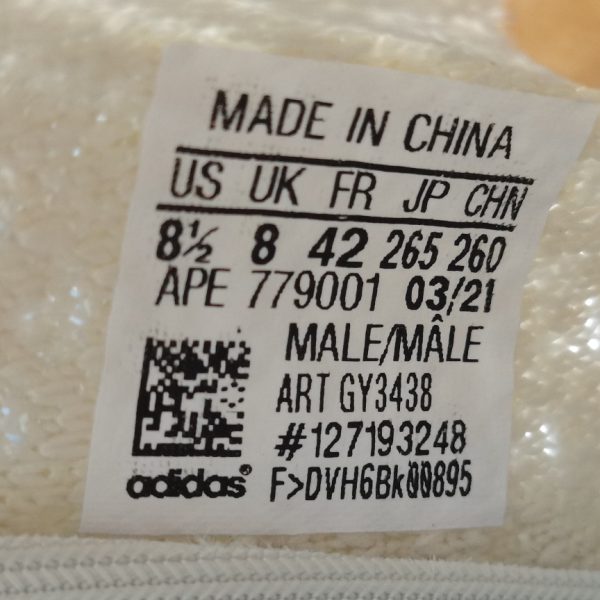 MADE IN CHINA
US UK FR JP CHN
8½ 8 42 265 260
APE 779001 03/21
MALE/MÂLE
ART GY3438
#127193248
adidas® F>DVH6Bk00895